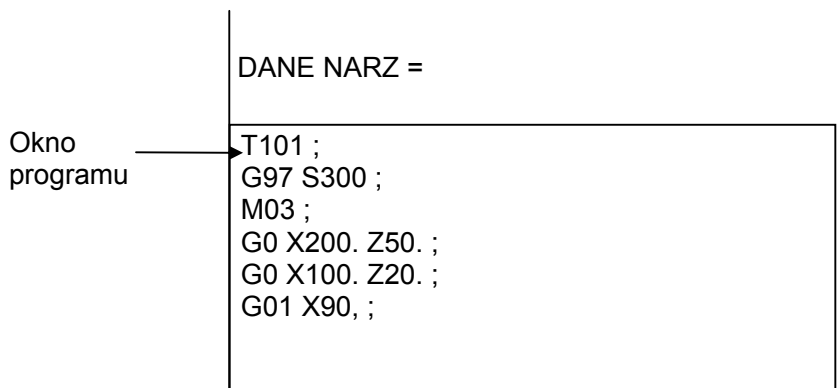 DANE NARZ =
Okno
programu
T101 ;
G97 S300 ;
M03 ;
G0 X200. Z50. ;
G0 X100. Z20. ;
G01 X90, ;